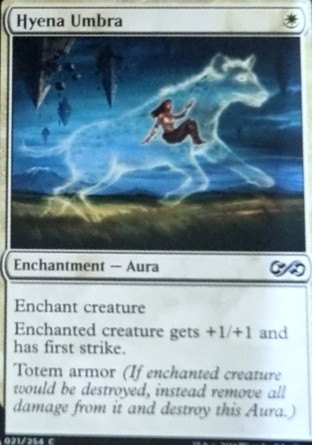 Hyena Umbra
Enchantment — Aura
Enchant creature
Enchanted creature gets +1/+1 and
has first strike.
Totem armor (If enchanted creature
would be destroyed, instead remove all
damage from it and destroy this Aura.)
021/254 C